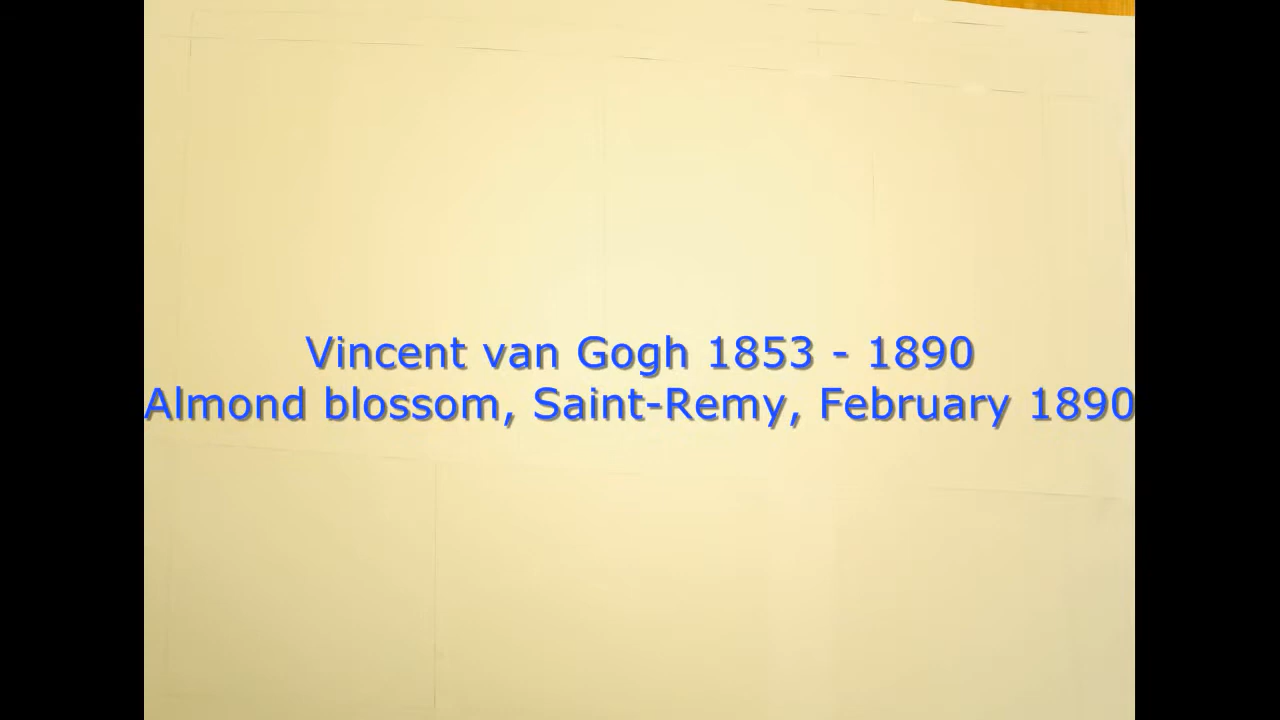 Vincent van Gogh 1853 - 1890
Almond blossom, Saint-Remy, February 1890